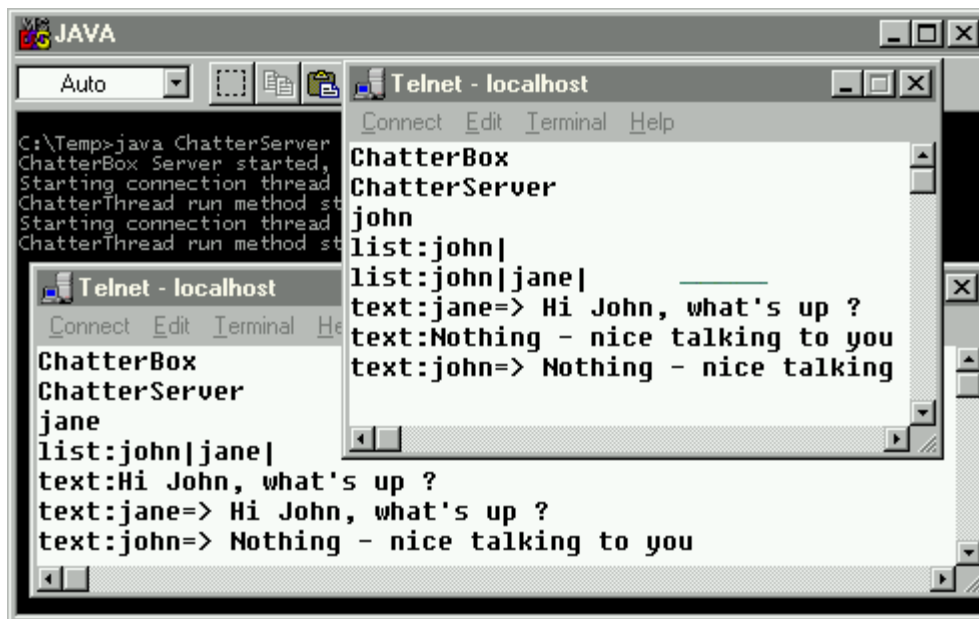 JAVA
Auto
C:\Temp>java ChatterServer
ChatterBox Server started,
Starting connection thread
ChatterThread run method st
Starting connection thread
ChatterThread run method st
Telnet - localhost
Connect Edit Terminal Help
ChatterBox
ChatterServer
john
list:john|
list:john|jane|
text:jane=> Hi John, what's up ?
text:Nothing - nice talking to you
text:john=> Nothing - nice talking
Telnet - localhost
Connect Edit Terminal He
ChatterBox
ChatterServer
jane
list:john|jane|
text:Hi John, what's up ?
text:jane=> Hi John, what's up ?
text:john=> Nothing - nice talking to you